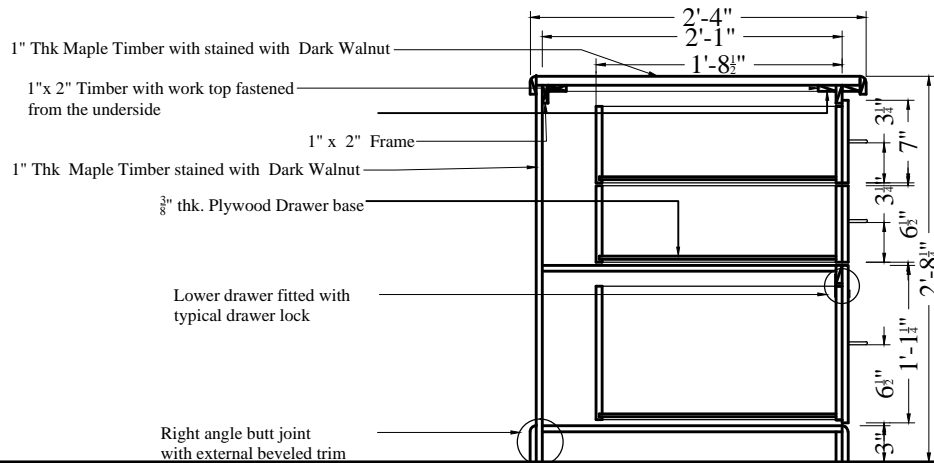 2'-4"
2'-1"
1'-8½"
1" Thk Maple Timber with stained with Dark Walnut
1"x 2" Timber with work top fastened
from the underside
1" x 2" Frame
1" Thk Maple Timber stained with Dark Walnut
⅜" thk. Plywood Drawer base
Lower drawer fitted with
typical drawer lock
Right angle butt joint
with external beveled trim
3¼"
7"
3¼"
6½"
2'-8½"
1'-1¼"
6½"
3"